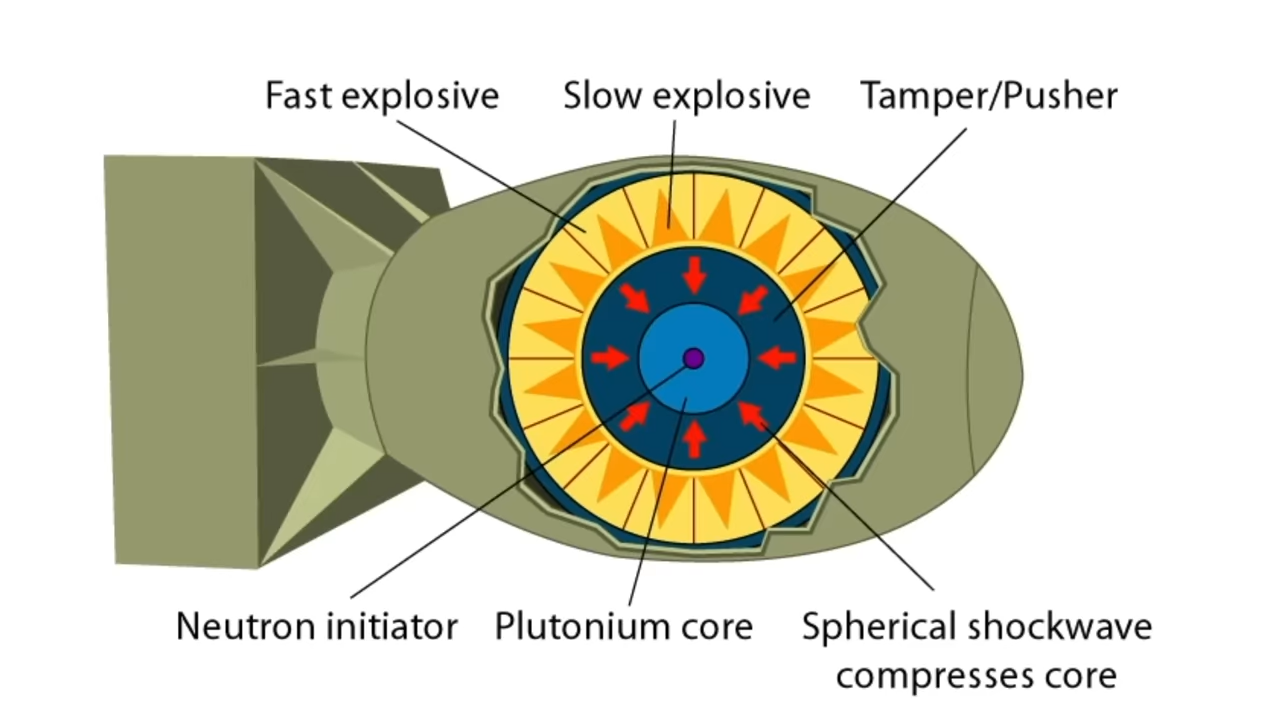 Fast explosive
Slow explosive
Tamper/Pusher
Neutron initiator
Plutonium core
Spherical shockwave
compresses core